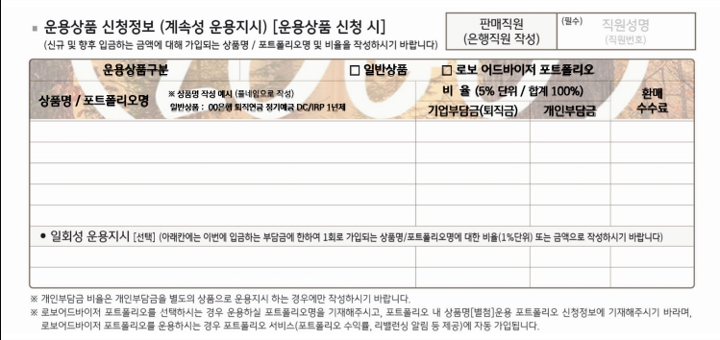 ▪ 운용상품 신청정보 (계속성 운용지시) [운용상품 신청 시]
(신규 및 향후 입금하는 금액에 대해 가입되는 상품명 / 포트폴리오명 및 비율을 작성하시기 바랍니다)
판매직원
(은행직원 작성)
(필수)
직원성명
(직원번호)
운용상품구분
□ 일반상품
□ 로보 어드바이저 포트폴리오
상품명 / 포트폴리오명
※ 상품명 작성 예시 (풀네임으로 작성)
일반상품 : 00은행 퇴직연금 정기예금 DC/IRP 1년제
비 율 (5% 단위 / 합계 100%)
기업부담금(퇴직금)
개인부담금
환매
수수료
• 일회성 운용지시 [선택] (아래칸에는 이번에 입금하는 부담금에 한하여 1회로 가입되는 상품명/포트폴리오명에 대한 비율(1%단위) 또는 금액으로 작성하시기 바랍니다)
※ 개인부담금 비율은 개인부담금을 별도의 상품으로 운용지시 하는 경우에만 작성하시기 바랍니다.
※ 로보어드바이저 포트폴리오를 선택하시는 경우 운용하실 포트폴리오명을 기재해주시고, 포트폴리오 내 상품명[별첨]운용 포트폴리오 신청정보에 기재해주시기 바라며,
로보어드바이저 포트폴리오를 운용하시는 경우 포트폴리오 서비스(포트폴리오 수익률, 리밸런싱 알림 등 제공)에 자동 가입됩니다.